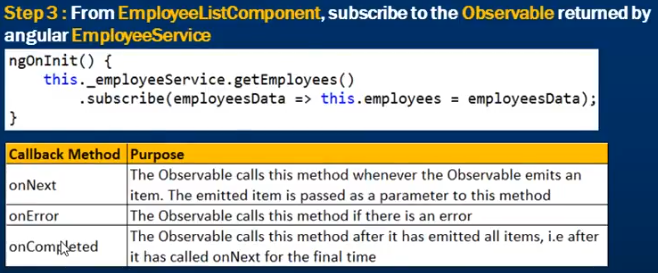 Step 3 : From EmployeeListComponent, subscribe to the Observable returned by
angular EmployeeService
ngOnInit() {
this._employeeService.getEmployees()
.subscribe(employeesData => this.employees = employeesData);
}
Callback Method Purpose
onNext
The Observable calls this method whenever the Observable emits an
item. The emitted item is passed as a parameter to this method
onError The Observable calls this method if there is an error
onCompleted
The Observable calls this method after it has emitted all items, i.e after
it has called onNext for the final time